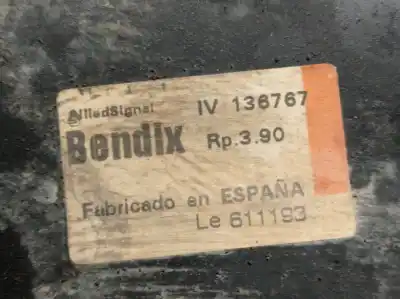 AlliedSignal IV 136767
Bendix Rp.3.90
Fabricado en ESPAÑA
Le 611193